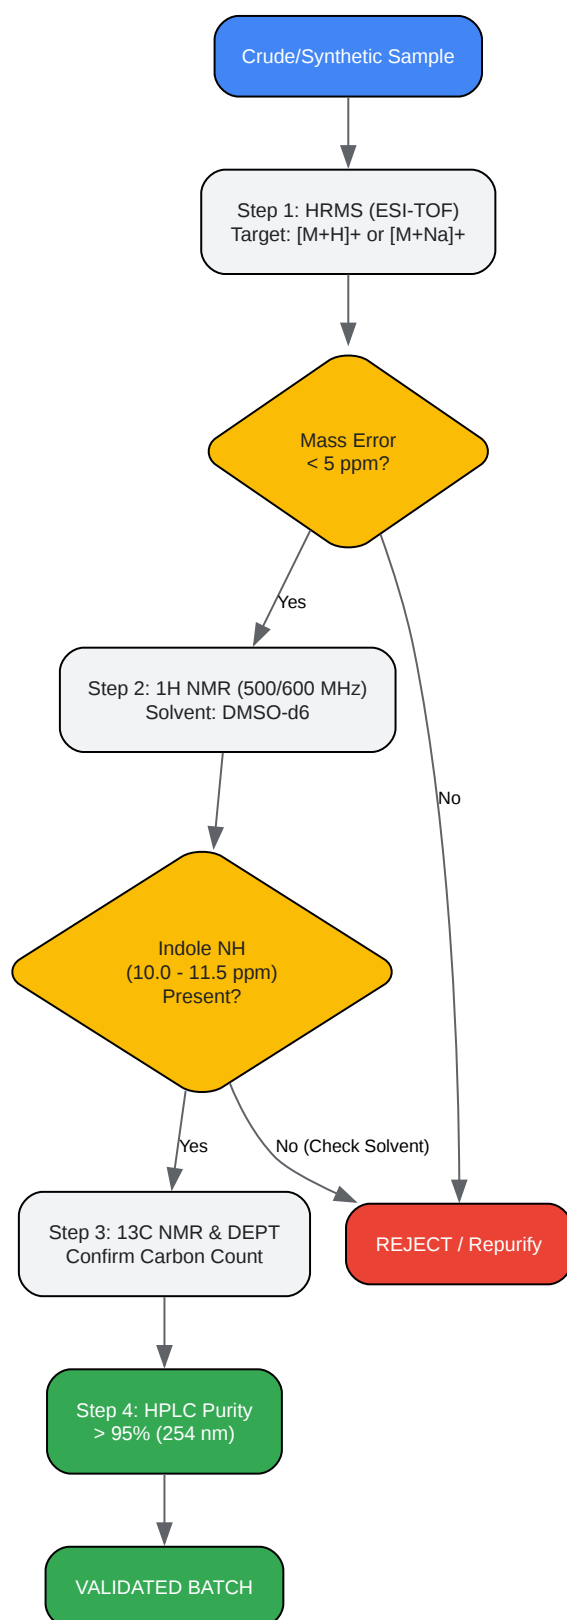 Crude/Synthetic Sample
Step 1: HRMS (ESI-TOF)
Target: [M+H]+ or [M+Na]+
Mass Error
< 5 ppm?
Yes
Step 2: 1H NMR (500/600 MHz)
Solvent: DMSO-d6
No
Indole NH
(10.0 - 11.5 ppm)
Present?
Yes
No (Check Solvent)
Step 3: 13C NMR & DEPT
Confirm Carbon Count
REJECT / Repurify
Step 4: HPLC Purity
> 95% (254 nm)
VALIDATED BATCH